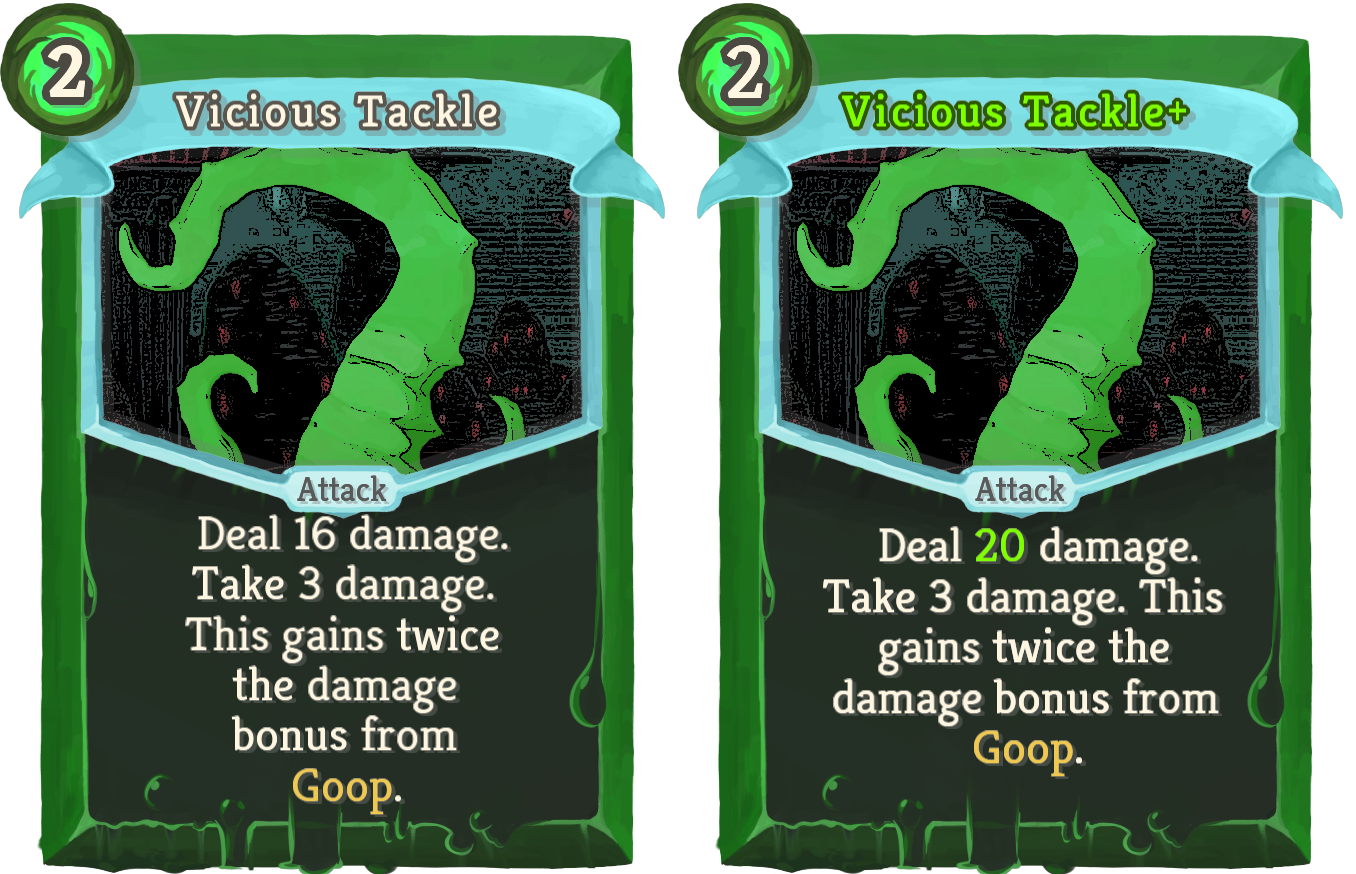 2
Vicious Tackle
Attack
Deal 16 damage.
Take 3 damage.
This gains twice
the damage
bonus from
Goop.
2
Vicious Tackle+
Attack
Deal 20 damage.
Take 3 damage. This
gains twice the
damage bonus from
Goop.